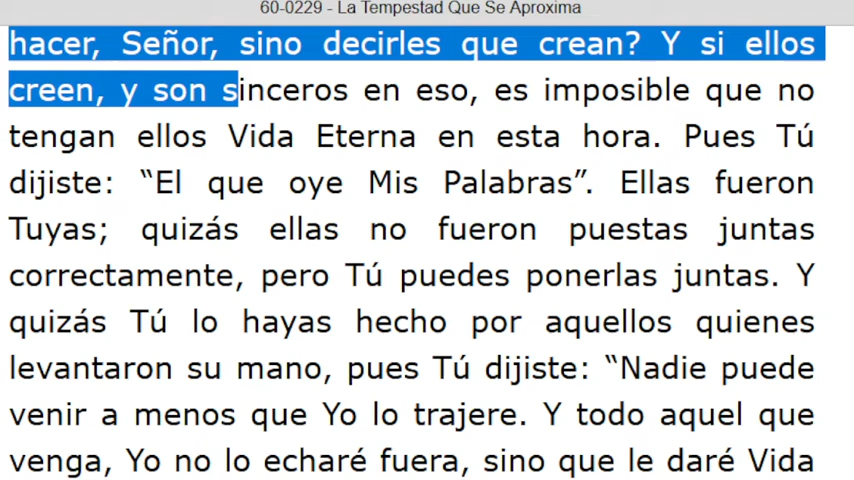 60-0229 - La Tempestad Que Se Aproxima
hacer, Señor, sino decirles que crean? Y si ellos
creen, y son sinceros en eso, es imposible que no
tengan ellos Vida Eterna en esta hora. Pues Tú
dijiste: “El que oye Mis Palabras”. Ellas fueron
Tuyas; quizás ellas no fueron puestas juntas
correctamente, pero Tú puedes ponerlas juntas. Y
quizás Tú lo hayas hecho por aquellos quienes
levantaron su mano, pues Tú dijiste: “Nadie puede
venir a menos que Yo lo trajere. Y todo aquel que
venga, Yo no lo echaré fuera, sino que le daré Vida